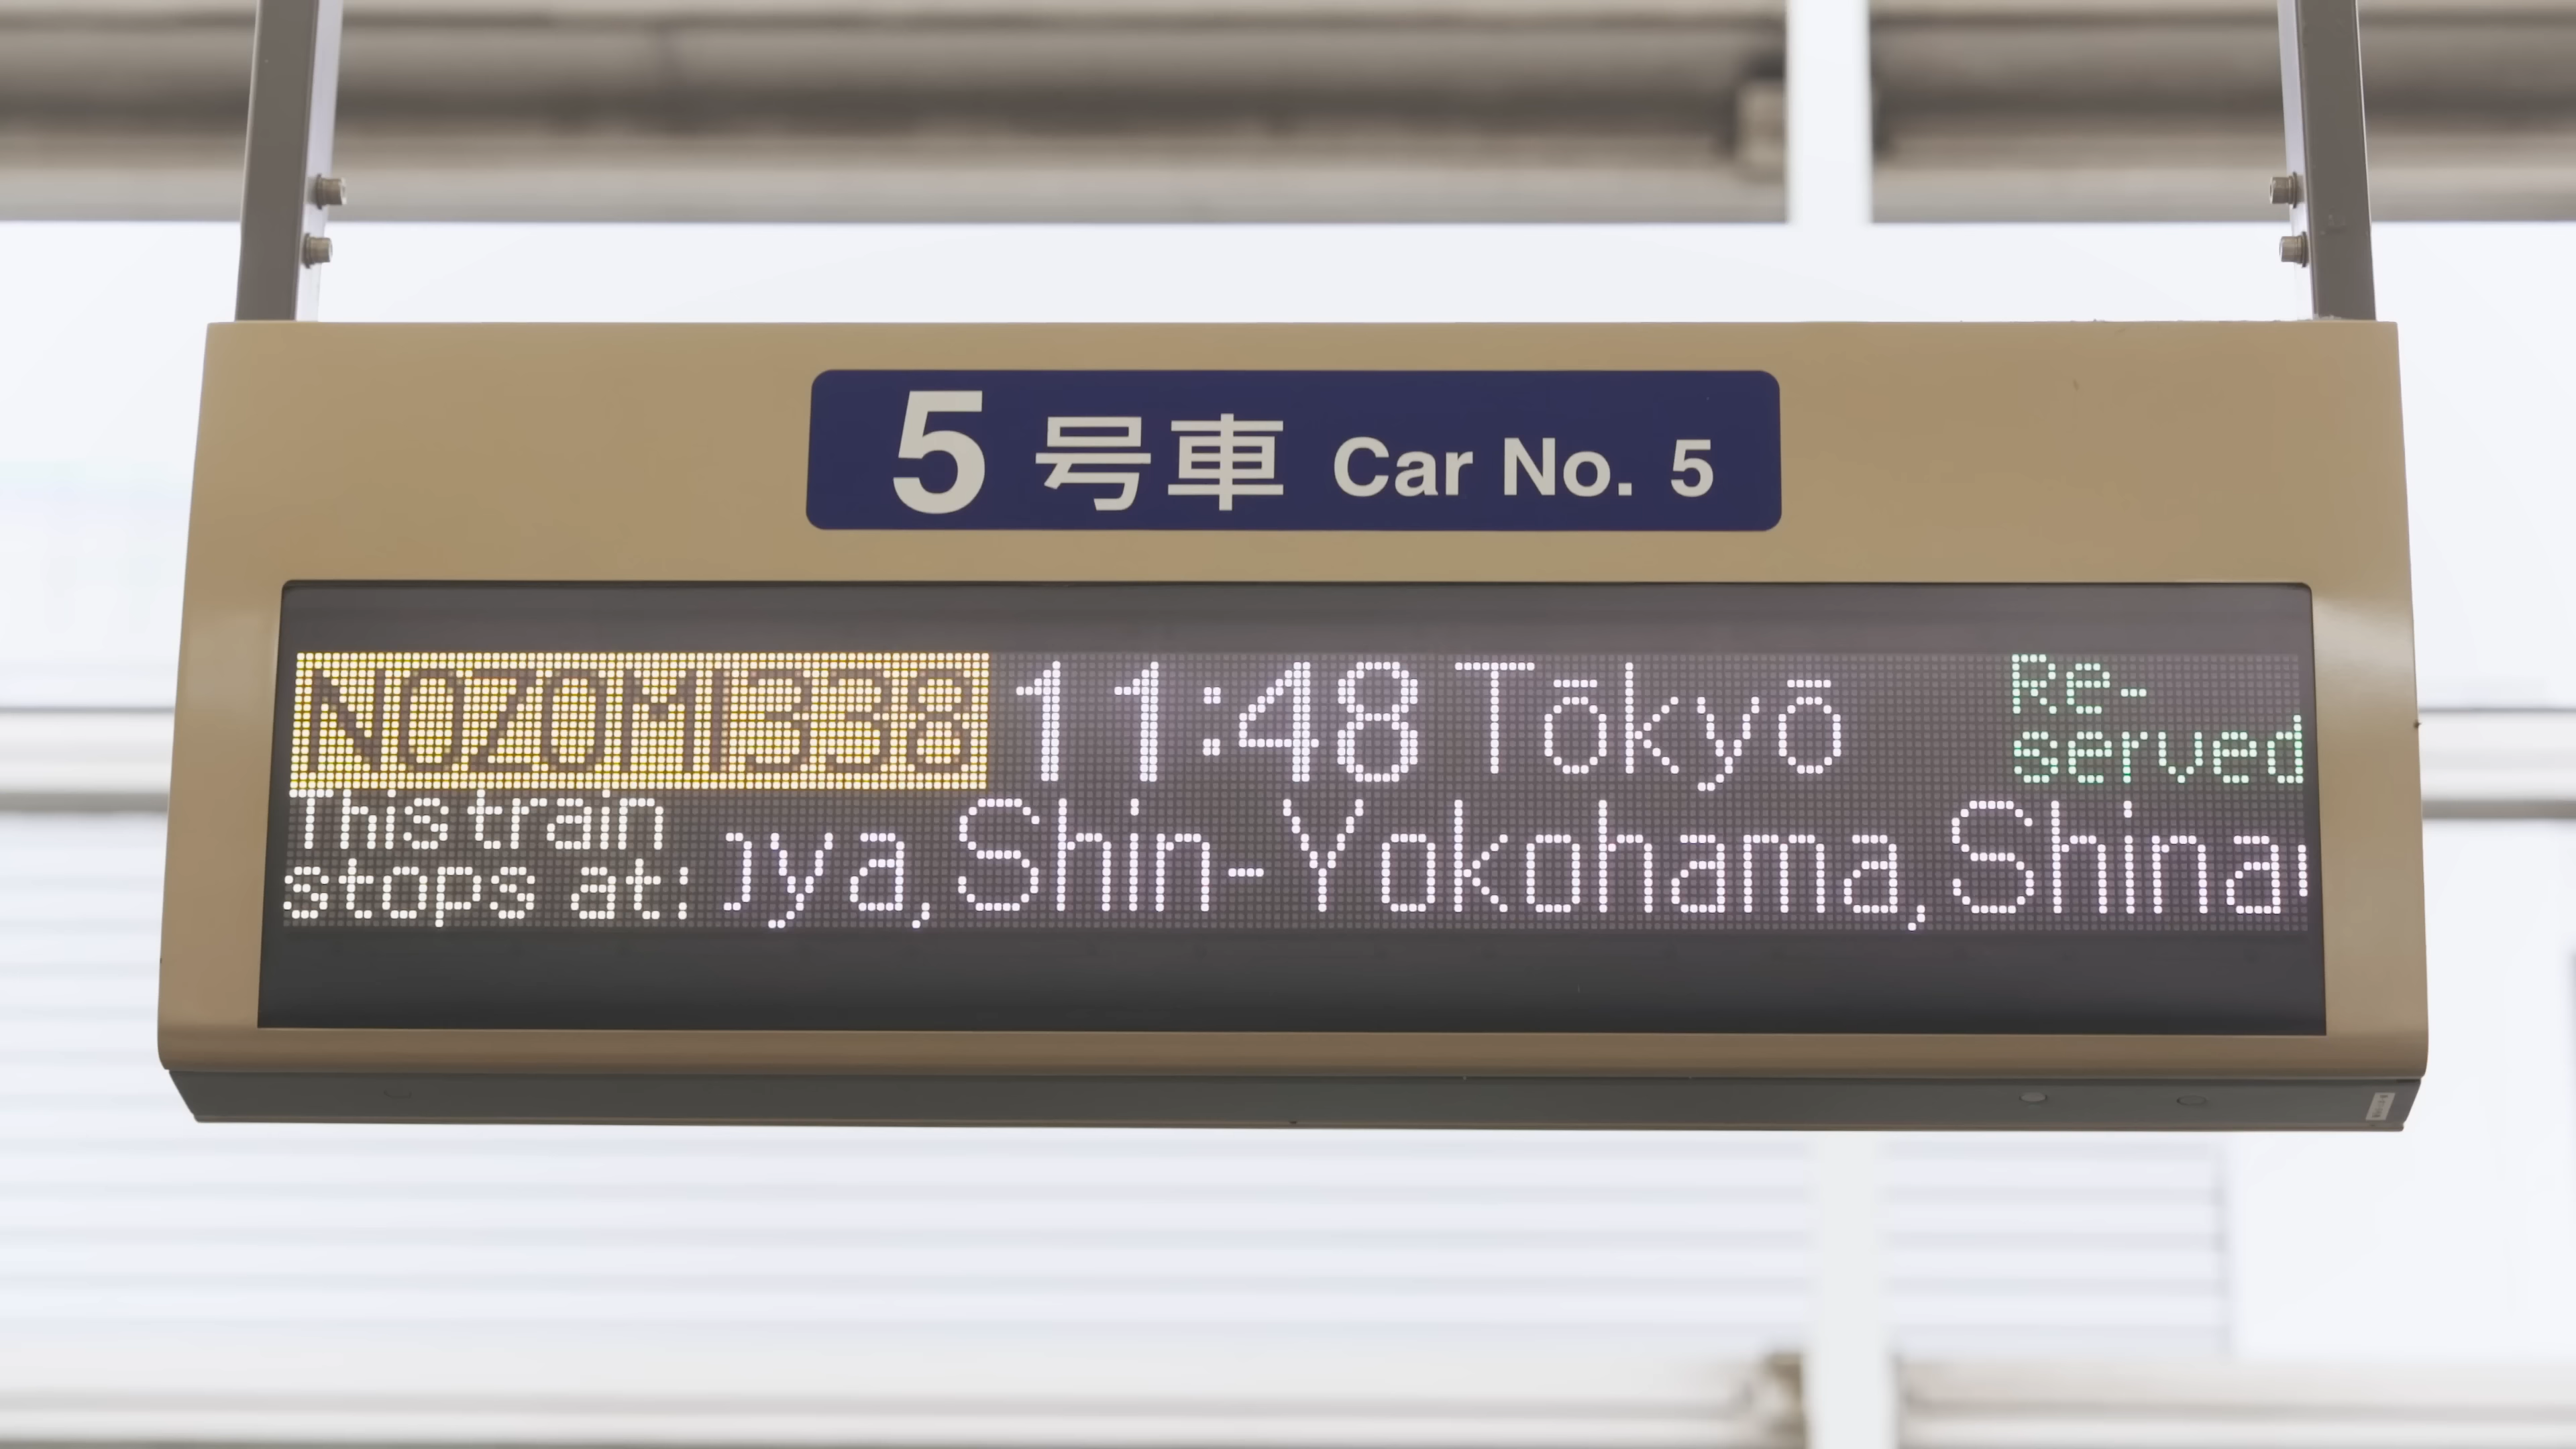 5号車 Car No. 5
NOZOMI 338 11:48 Tōkyō Re-
served
This train
stops at: ya, Shin-Yokohama, Shina